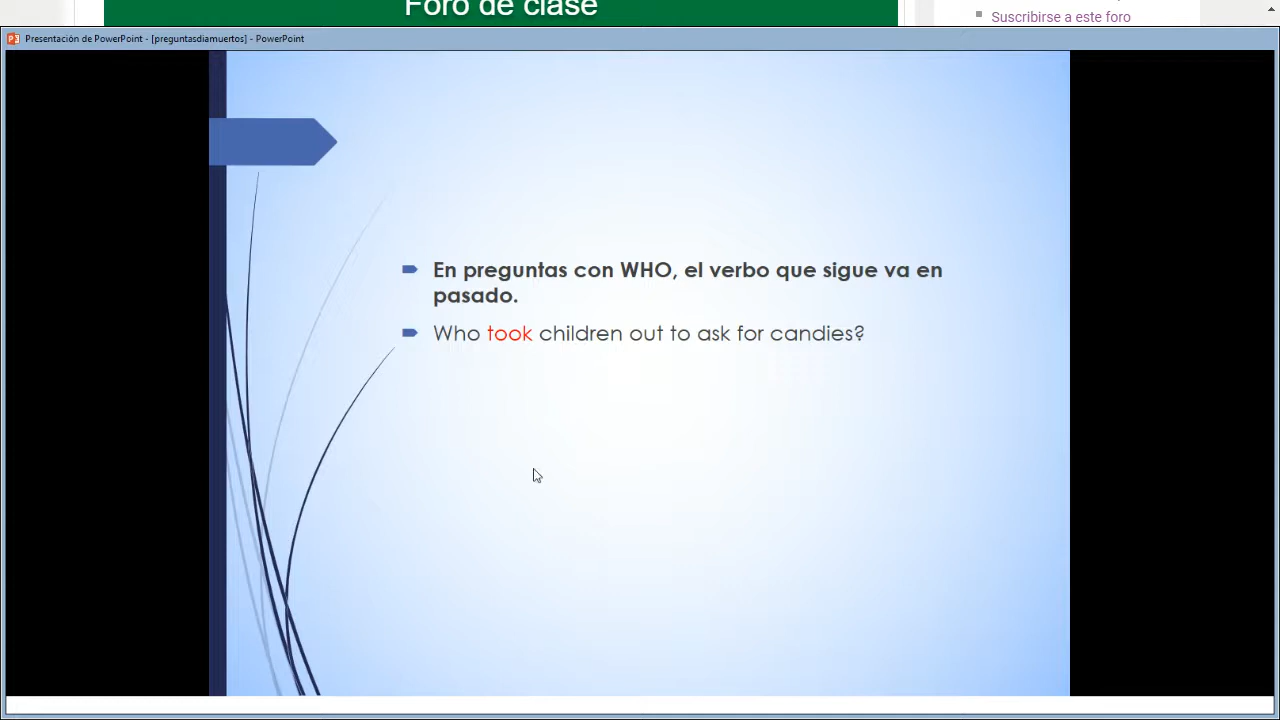 Foro de clase
Suscribirse a este foro
Presentación de PowerPoint - [preguntasdiamuertos] - PowerPoint
En preguntas con WHO, el verbo que sigue va en
pasado.
Who took children out to ask for candies?